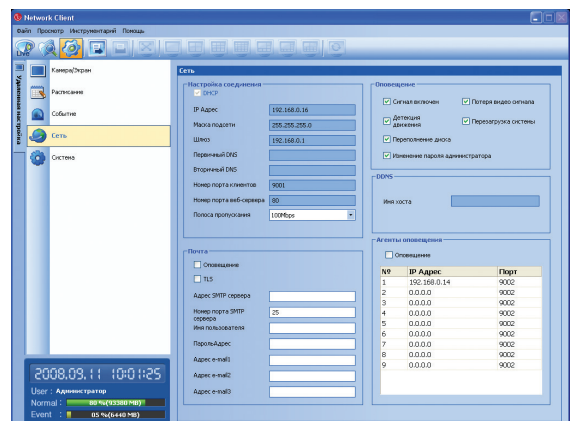 Network Client
Файл Просмотр Инструментарий Помощь
Live
Удаленная настройка
Камера/Экран
Расписание
Событие
Сеть
Система
Сеть
Настройка соединения
DHCP
IP Адрес 192.168.0.16
Маска подсети 255.255.255.0
Шлюз 192.168.0.1
Первичный DNS
Вторичный DNS
Номер порта клиентов 9001
Номер порта веб-сервера 80
Полоса пропускания 100Mbps
Почта
Оповещение
TLS
Адрес SMTP сервера
Номер порта SMTP сервера 25
Имя пользователя
ПарольАдрес
Адрес e-mail1
Адрес e-mail2
Адрес e-mail3
Оповещение
Сигнал включен Потеря видео сигнала
Детекция движения Перезагрузка системы
Переполнение диска
Изменение пароля администратора
DDNS
Имя хоста
Агенты оповещения
Оповещение
№ IP Адрес Порт
1 192.168.0.14 9002
2 0.0.0.0 9002
3 0.0.0.0 9002
4 0.0.0.0 9002
5 0.0.0.0 9002
6 0.0.0.0 9002
7 0.0.0.0 9002
8 0.0.0.0 9002
9 0.0.0.0 9002
2008.09.11 10:01:25
User : Администратор
Normal : 80 %(93380 MB)
Event : 05 %(6440 MB)